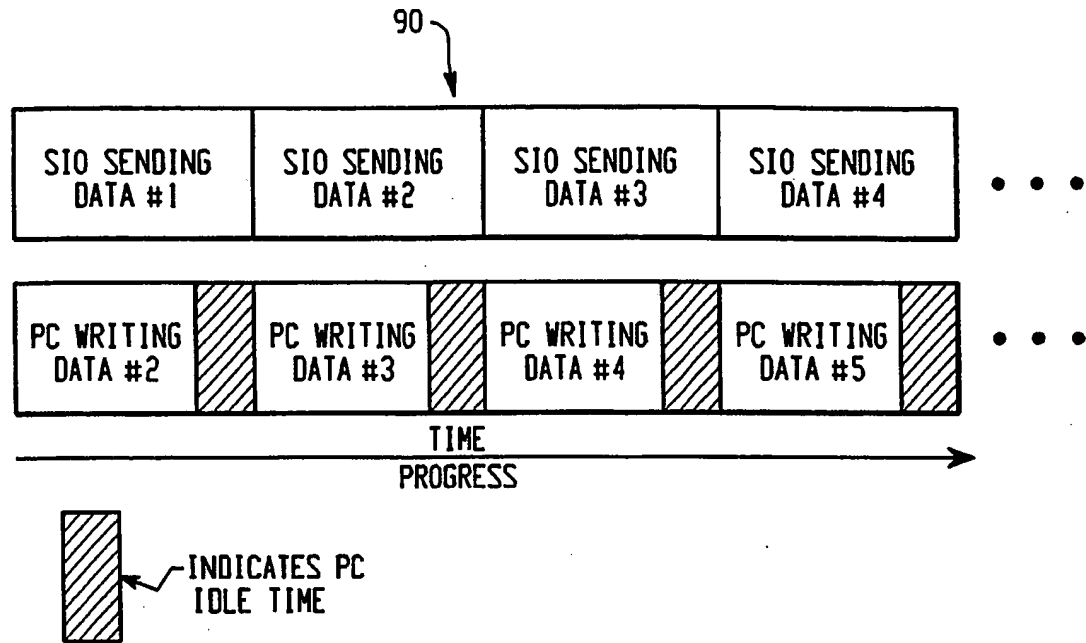 90
SIO SENDING
DATA #1
SIO SENDING
DATA #2
SIO SENDING
DATA #3
SIO SENDING
DATA #4
PC WRITING
DATA #2
PC WRITING
DATA #3
PC WRITING
DATA #4
PC WRITING
DATA #5
TIME
PROGRESS
INDICATES PC
IDLE TIME